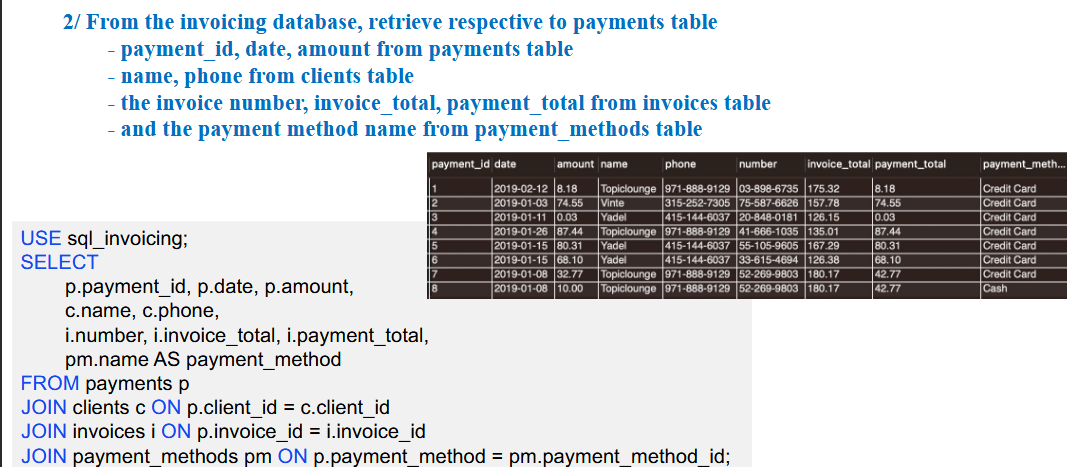 2/ From the invoicing database, retrieve respective to payments table
- payment_id, date, amount from payments table
- name, phone from clients table
- the invoice number, invoice_total, payment_total from invoices table
- and the payment method name from payment_methods table
payment_id date amount name phone number invoice_total payment_total payment_meth...
1 2019-02-12 8.18 Topiclounge 971-888-9129 03-898-6735 175.32 8.18 Credit Card
2 2019-01-03 74.55 Vinte 315-252-7305 75-587-6626 157.78 74.55 Credit Card
3 2019-01-11 0.03 Yadel 415-144-6037 20-848-0181 126.15 0.03 Credit Card
4 2019-01-26 87.44 Topiclounge 971-888-9129 41-666-1035 135.01 87.44 Credit Card
5 2019-01-15 80.31 Yadel 415-144-6037 55-105-9605 167.29 80.31 Credit Card
6 2019-01-15 68.10 Yadel 415-144-6037 33-615-4694 126.38 68.10 Credit Card
7 2019-01-08 32.77 Topiclounge 971-888-9129 52-269-9803 180.17 42.77 Credit Card
8 2019-01-08 10.00 Topiclounge 971-888-9129 52-269-9803 180.17 42.77 Cash
USE sql_invoicing;
SELECT
p.payment_id, p.date, p.amount,
c.name, c.phone,
i.number, i.invoice_total, i.payment_total,
pm.name AS payment_method
FROM payments p
JOIN clients c ON p.client_id = c.client_id
JOIN invoices i ON p.invoice_id = i.invoice_id
JOIN payment_methods pm ON p.payment_method = pm.payment_method_id;